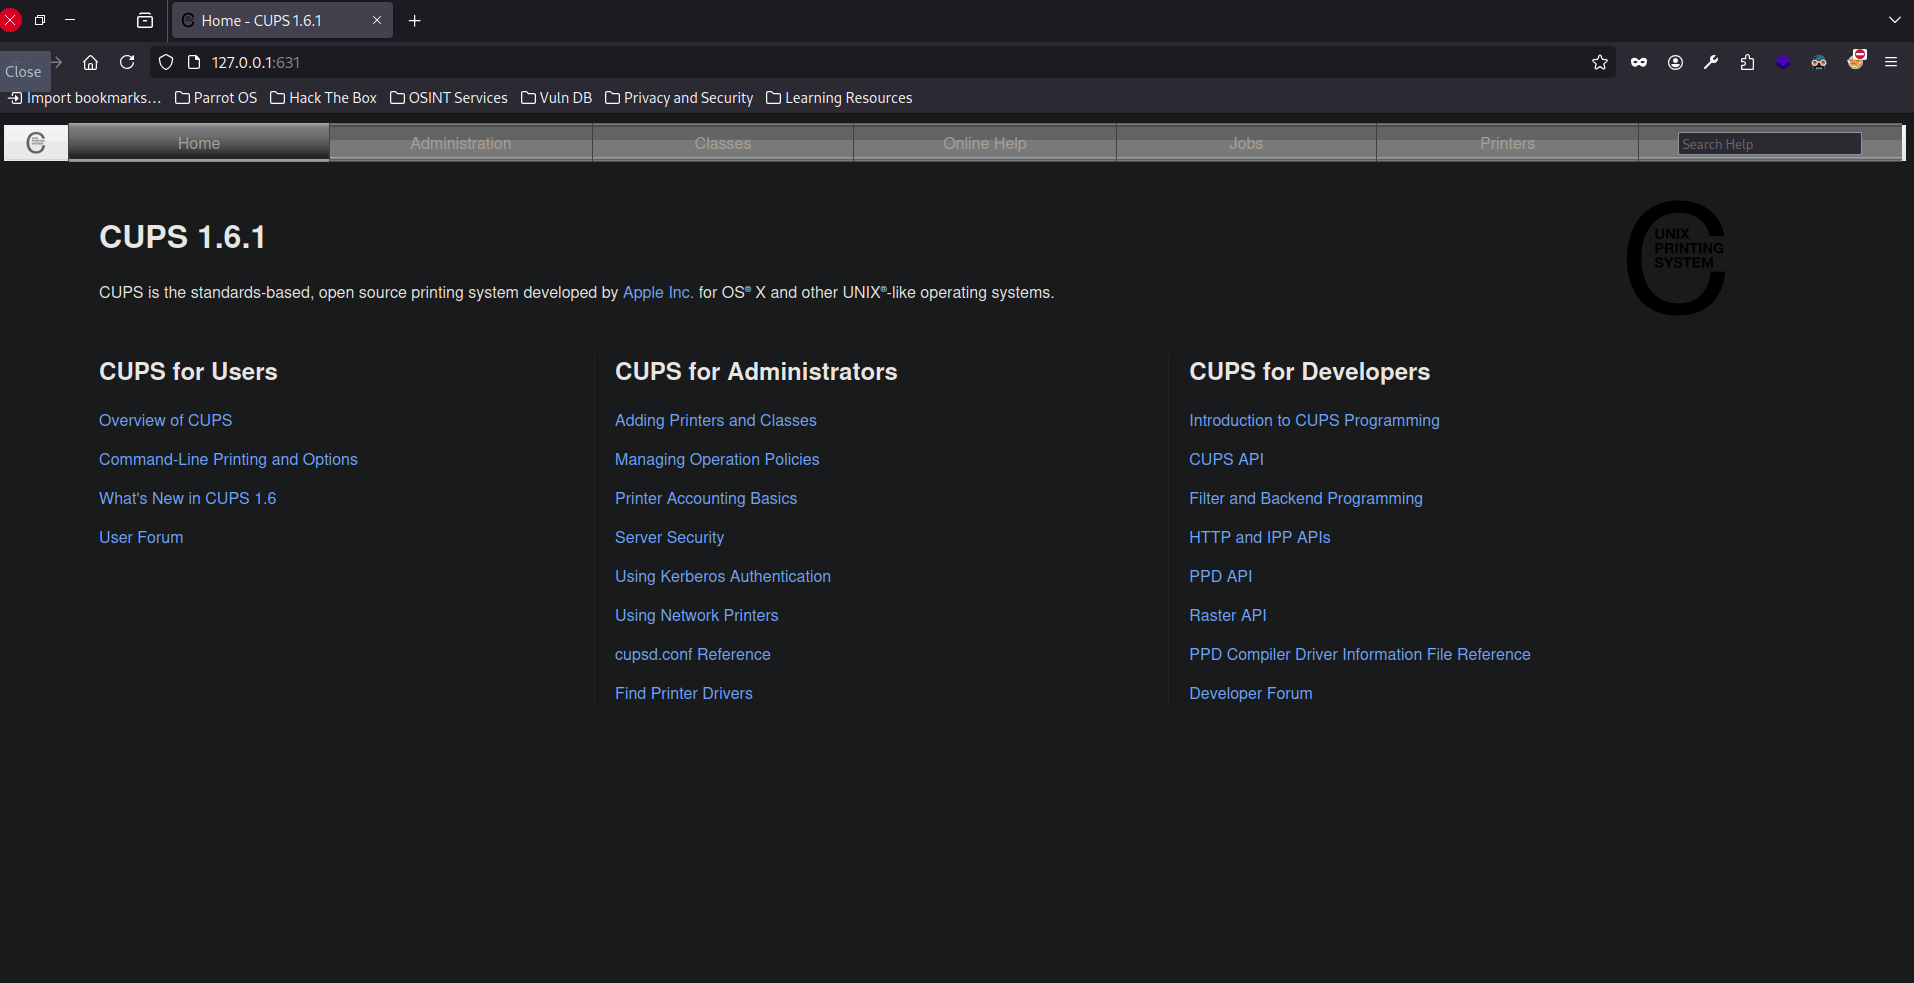 Home - CUPS 1.6.1
Close
127.0.0.1:631
Import bookmarks... Parrot OS Hack The Box OSINT Services Vuln DB Privacy and Security Learning Resources
Home Administration Classes Online Help Jobs Printers Search Help
CUPS 1.6.1
UNIX
PRINTING
SYSTEM
CUPS is the standards-based, open source printing system developed by Apple Inc. for OS® X and other UNIX®-like operating systems.
CUPS for Users
Overview of CUPS
Command-Line Printing and Options
What's New in CUPS 1.6
User Forum
CUPS for Administrators
Adding Printers and Classes
Managing Operation Policies
Printer Accounting Basics
Server Security
Using Kerberos Authentication
Using Network Printers
cupsd.conf Reference
Find Printer Drivers
CUPS for Developers
Introduction to CUPS Programming
CUPS API
Filter and Backend Programming
HTTP and IPP APIs
PPD API
Raster API
PPD Compiler Driver Information File Reference
Developer Forum